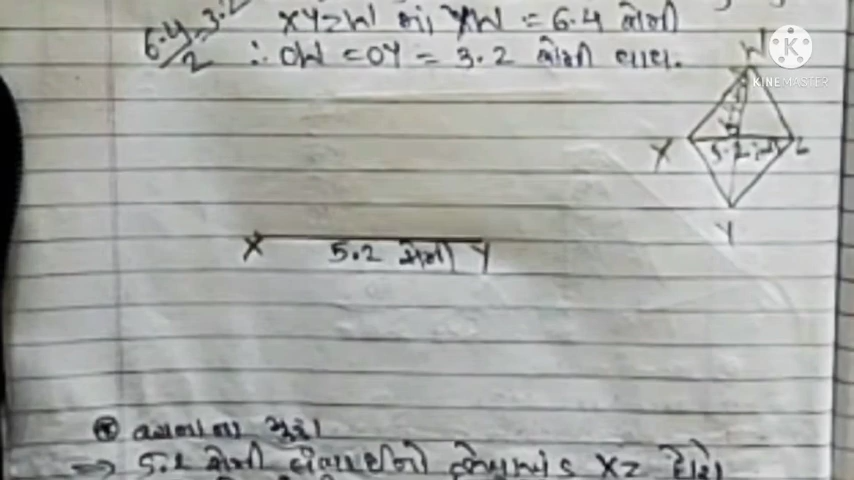 XYZW માં YW = 6.4 સેમી
6.4/2 = 3.2
∴ OW = OY = 3.2 સેમી થાય.
W
KINEMASTER
X
5.2 સેમી Z
Y
X
5.2 સેમી Y
રચનાના મુદ્દા
⇒ 5.2 સેમી લંબાઈનો રેખાખંડ XZ દોરો